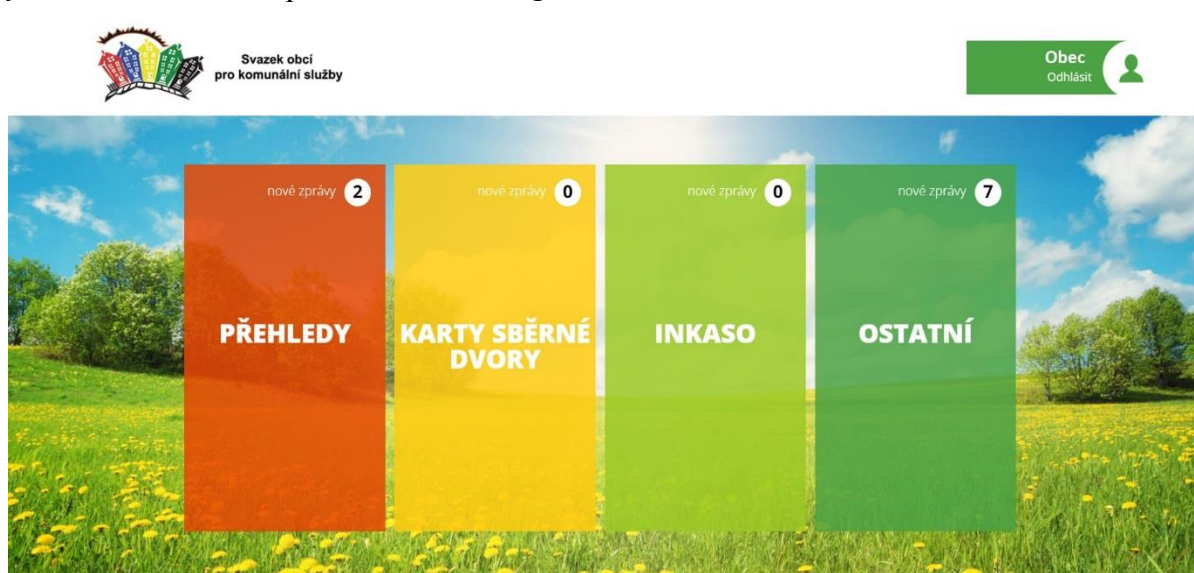 Svazek obcí
pro komunální služby
Obec
Odhlásit
nové zprávy 2
nové zprávy 0
nové zprávy 0
nové zprávy 7
PŘEHLEDY
KARTY SBĚRNÉ
DVORY
INKASO
OSTATNÍ